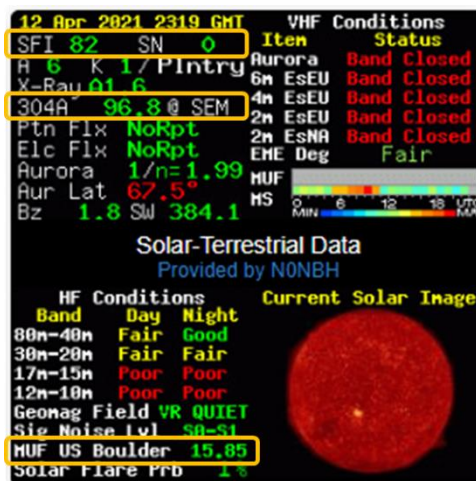 12 Apr 2021 2319 GMT
SFI 82 SN 0
A 6 K 1 / Plntry
X-Ray A1.6
304A 96.8 @ SEM
Ptn Flx NoRpt
Elc Flx NoRpt
Aurora 1/n= 1.99
Aur Lat 67.5°
Bz 1.8 SW 384.1
VHF Conditions
Item Status
Aurora Band Closed
6m EsEU Band Closed
4m EsEU Band Closed
2m EsEU Band Closed
2m EsNA Band Closed
EME Deg Fair
MUF
MS
0 6 12 18 UTC
MIN MAX
Solar-Terrestrial Data
Provided by N0NBH
HF Conditions
Band Day Night
80m-40m Fair Good
30m-20m Fair Fair
17m-15m Poor Poor
12m-10m Poor Poor
Geomag Field VR QUIET
Sig Noise Lvl S0-S1
MUF US Boulder 15.85
Solar Flare Prb 1%
Current Solar Image